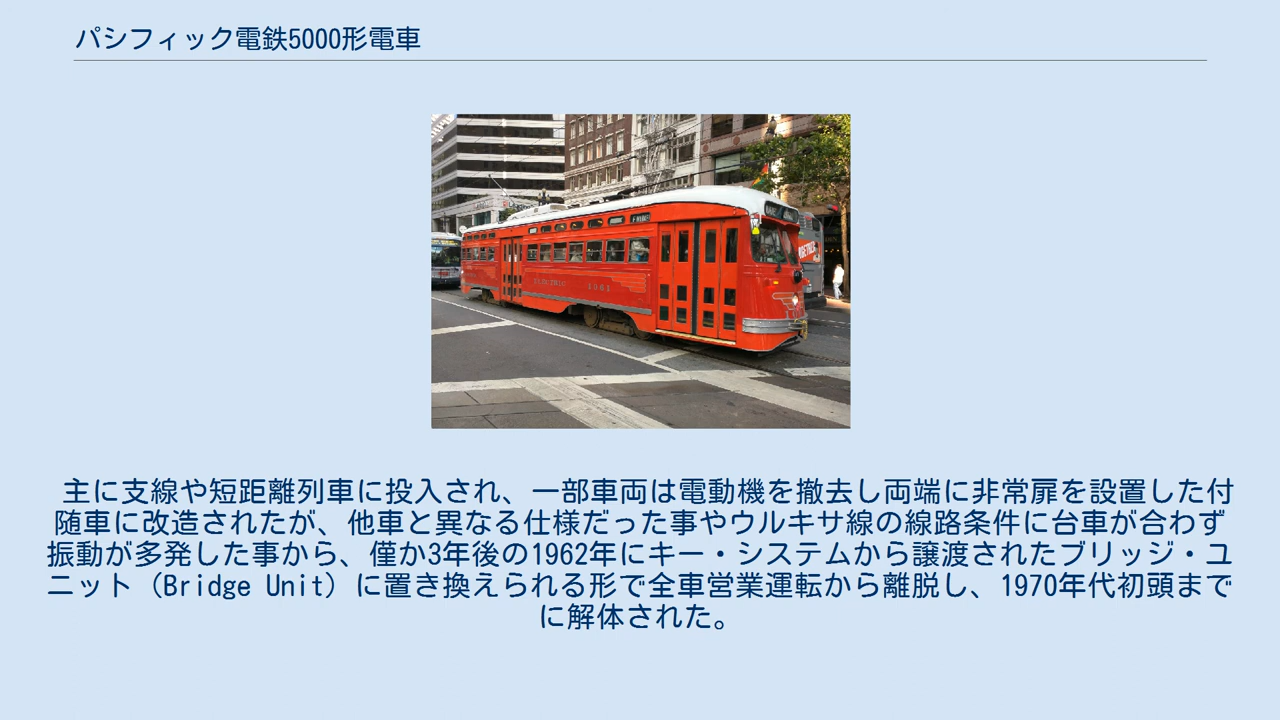 パシフィック電鉄5000形電車
主に支線や短距離列車に投入され、一部車両は電動機を撤去し両端に非常扉を設置した付
随車に改造されたが、他車と異なる仕様だった事やウルキサ線の線路条件に台車が合わず
振動が多発した事から、僅か3年後の1962年にキー・システムから譲渡されたブリッジ・ユ
ニット（Bridge Unit）に置き換えられる形で全車営業運転から離脱し、1970年代初頭まで
に解体された。